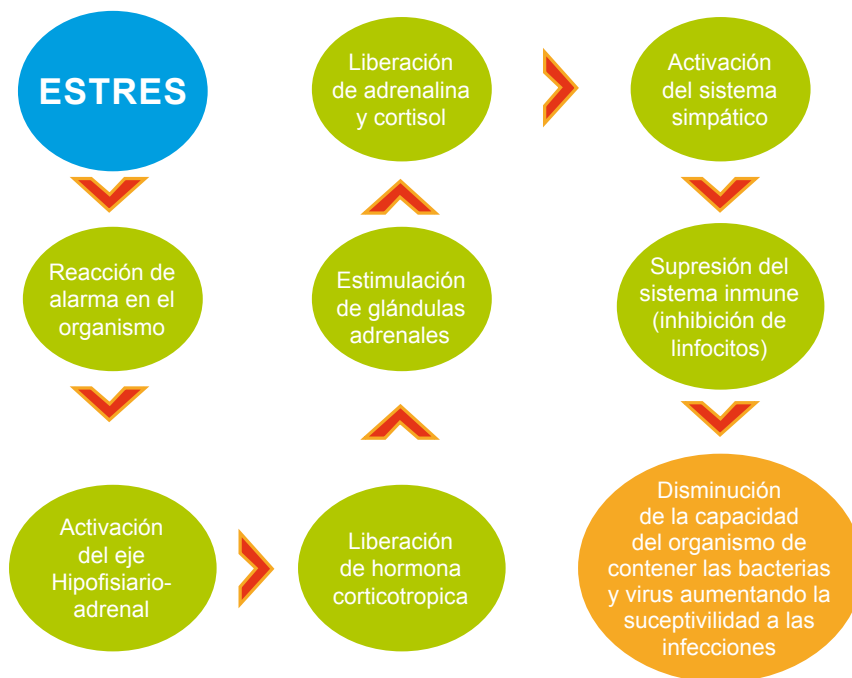 ESTRES
Reacción de
alarma en el
organismo
Activación
del eje
Hipofisiario-
adrenal
Liberación
de hormona
corticotropica
Estimulación
de glándulas
adrenales
Liberación
de adrenalina
y cortisol
Activación
del sistema
simpático
Supresión del
sistema inmune
(inhibición de
linfocitos)
Disminución
de la capacidad
del organismo de
contener las bacterias
y virus aumentando la
suceptivilidad a las
infecciones